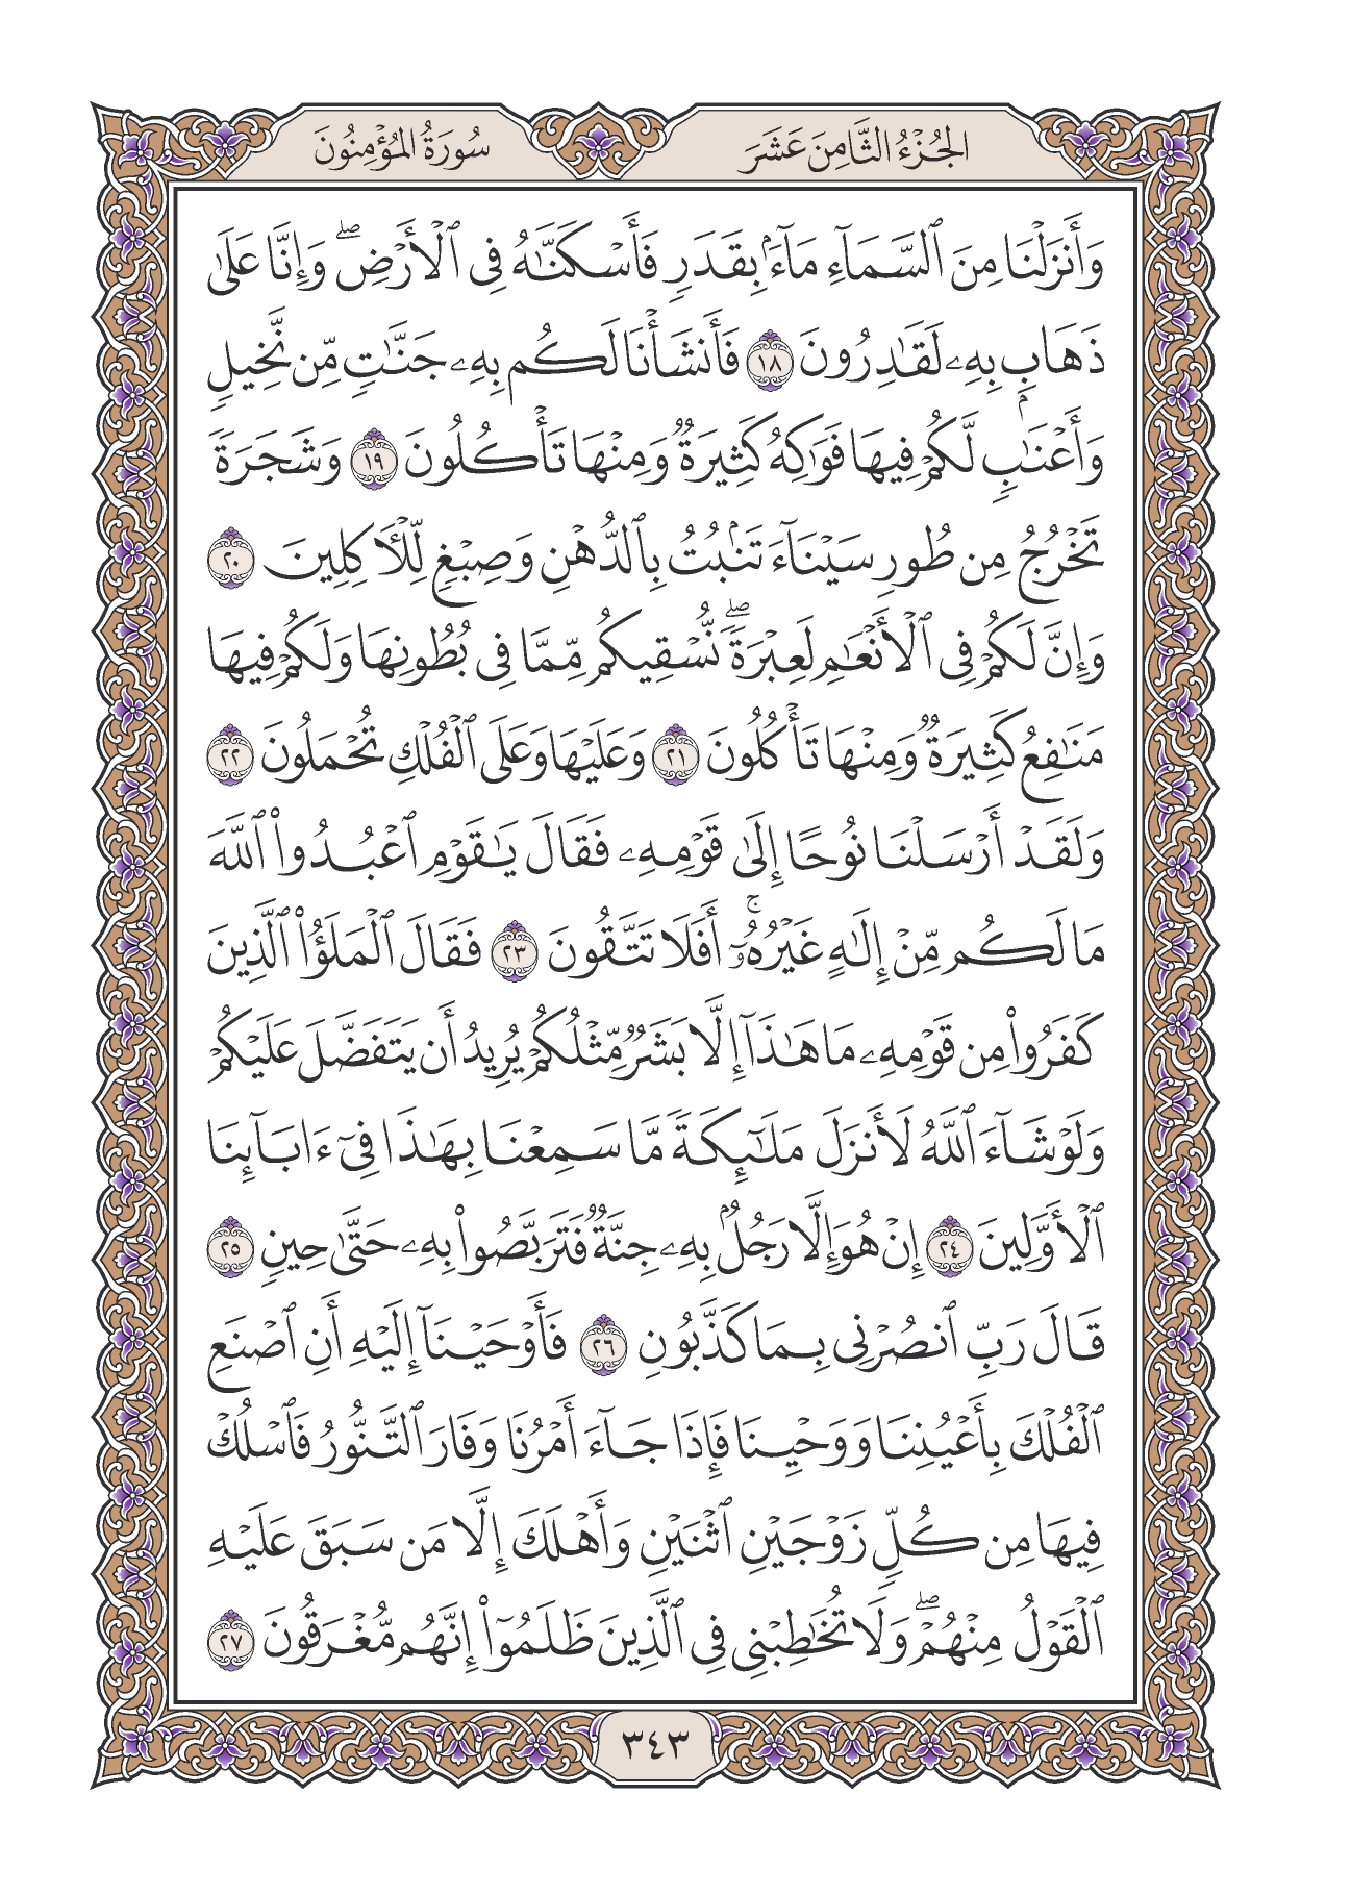 الجُزْءُ الثَّامِنَ عَشَرَ
سُورَةُ المُؤْمِنُونَ
وَأَنزَلْنَا مِنَ ٱلسَّمَآءِ مَآءَۢ بِقَدَرٖ فَأَسْكَنَّٰهُ فِي ٱلْأَرْضِۖ وَإِنَّا عَلَىٰ
ذَهَابِۭ بِهِۦ لَقَٰدِرُونَ ١٨ فَأَنشَأْنَا لَكُم بِهِۦ جَنَّٰتٖ مِّن نَّخِيلٖ
وَأَعْنَٰبٖ لَّكُمْ فِيهَا فَوَٰكِهُ كَثِيرَةٞ وَمِنْهَا تَأْكُلُونَ ١٩ وَشَجَرَةٗ
تَخْرُجُ مِن طُورِ سَيْنَآءَ تَنۢبُتُ بِٱلدُّهْنِ وَصِبْغٖ لِّلْأٓكِلِينَ ٢٠
وَإِنَّ لَكُمْ فِي ٱلْأَنْعَٰمِ لَعِبْرَةٗۖ نُّسْقِيكُم مِّمَّا فِي بُطُونِهَا وَلَكُمْ فِيهَا
مَنَٰفِعُ كَثِيرَةٞ وَمِنْهَا تَأْكُلُونَ ٢١ وَعَلَيْهَا وَعَلَى ٱلْفُلْكِ تُحْمَلُونَ ٢٢
وَلَقَدْ أَرْسَلْنَا نُوحًا إِلَىٰ قَوْمِهِۦ فَقَالَ يَٰقَوْمِ ٱعْبُدُوا۟ ٱللَّهَ
مَا لَكُم مِّنْ إِلَٰهٍ غَيْرُهُۥٓۚ أَفَلَا تَتَّقُونَ ٢٣ فَقَالَ ٱلْمَلَؤُا۟ ٱلَّذِينَ
كَفَرُوا۟ مِن قَوْمِهِۦ مَا هَٰذَآ إِلَّا بَشَرٞ مِّثْلُكُمْ يُرِيدُ أَن يَتَفَضَّلَ عَلَيْكُمْ
وَلَوْ شَآءَ ٱللَّهُ لَأَنزَلَ مَلَٰٓئِكَةٗ مَّا سَمِعْنَا بِهَٰذَا فِيٓ ءَابَآئِنَا
ٱلْأَوَّلِينَ ٢٤ إِنْ هُوَ إِلَّا رَجُلُۢ بِهِۦ جِنَّةٞ فَتَرَبَّصُوا۟ بِهِۦ حَتَّىٰ حِينٖ ٢٥
قَالَ رَبِّ ٱنصُرْنِي بِمَا كَذَّبُونِ ٢٦ فَأَوْحَيْنَآ إِلَيْهِ أَنِ ٱصْنَعِ
ٱلْفُلْكَ بِأَعْيُنِنَا وَوَحْيِنَا فَإِذَا جَآءَ أَمْرُنَا وَفَارَ ٱلتَّنُّورُ فَٱسْلُكْ
فِيهَا مِن كُلّٖ زَوْجَيْنِ ٱثْنَيْنِ وَأَهْلَكَ إِلَّا مَن سَبَقَ عَلَيْهِ
ٱلْقَوْلُ مِنْهُمْۖ وَلَا تُخَٰطِبْنِي فِي ٱلَّذِينَ ظَلَمُوٓا۟ إِنَّهُم مُّغْرَقُونَ ٢٧
٣٤٣